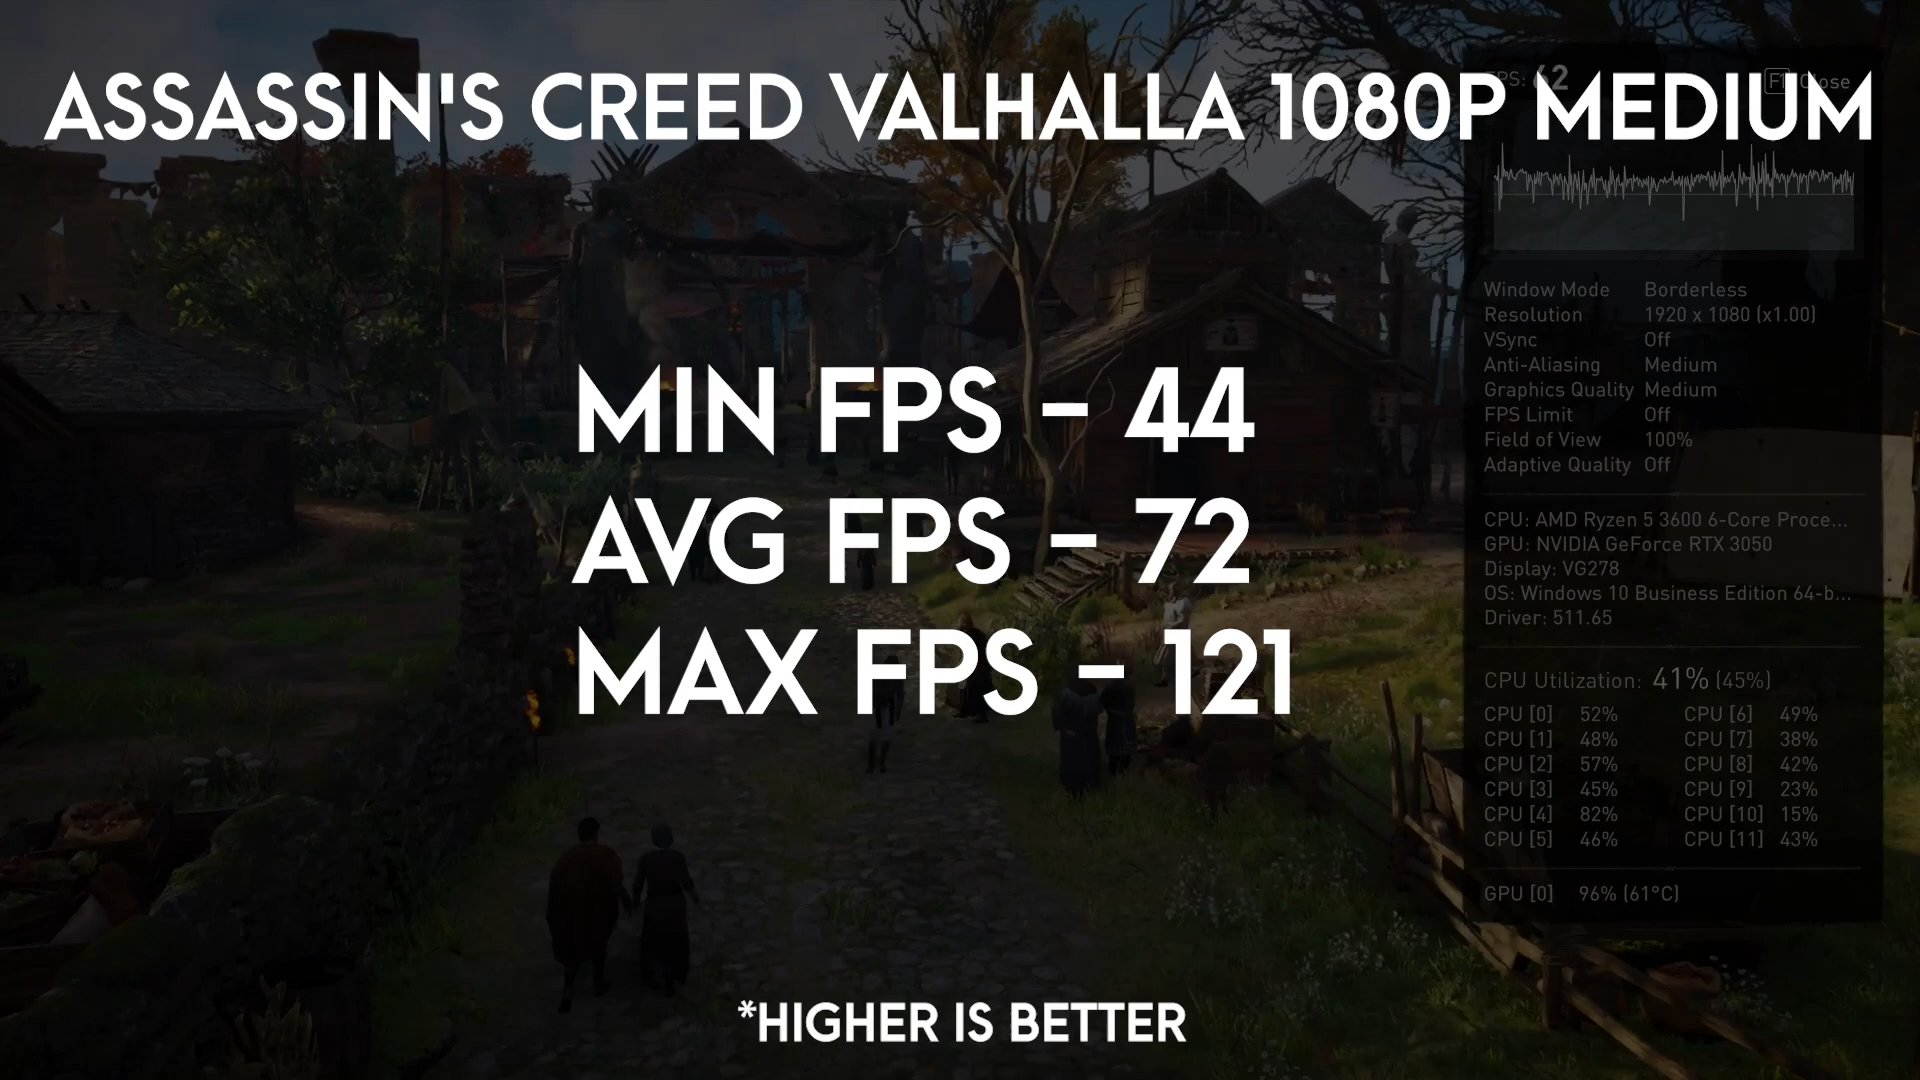 ASSASSIN'S CREED VALHALLA 1080P MEDIUM
FPS: 62
F1 Close
MIN FPS - 44
AVG FPS - 72
MAX FPS - 121
*HIGHER IS BETTER
Window Mode Borderless
Resolution 1920 x 1080 (x1.00)
VSync Off
Anti-Aliasing Medium
Graphics Quality Medium
FPS Limit Off
Field of View 100%
Adaptive Quality Off
CPU: AMD Ryzen 5 3600 6-Core Proce...
GPU: NVIDIA GeForce RTX 3050
Display: VG278
OS: Windows 10 Business Edition 64-b...
Driver: 511.65
CPU Utilization: 41% (45%)
CPU [0] 52% CPU [6] 49%
CPU [1] 48% CPU [7] 38%
CPU [2] 57% CPU [8] 42%
CPU [3] 45% CPU [9] 23%
CPU [4] 82% CPU [10] 15%
CPU [5] 46% CPU [11] 43%
GPU [0] 96% (61°C)